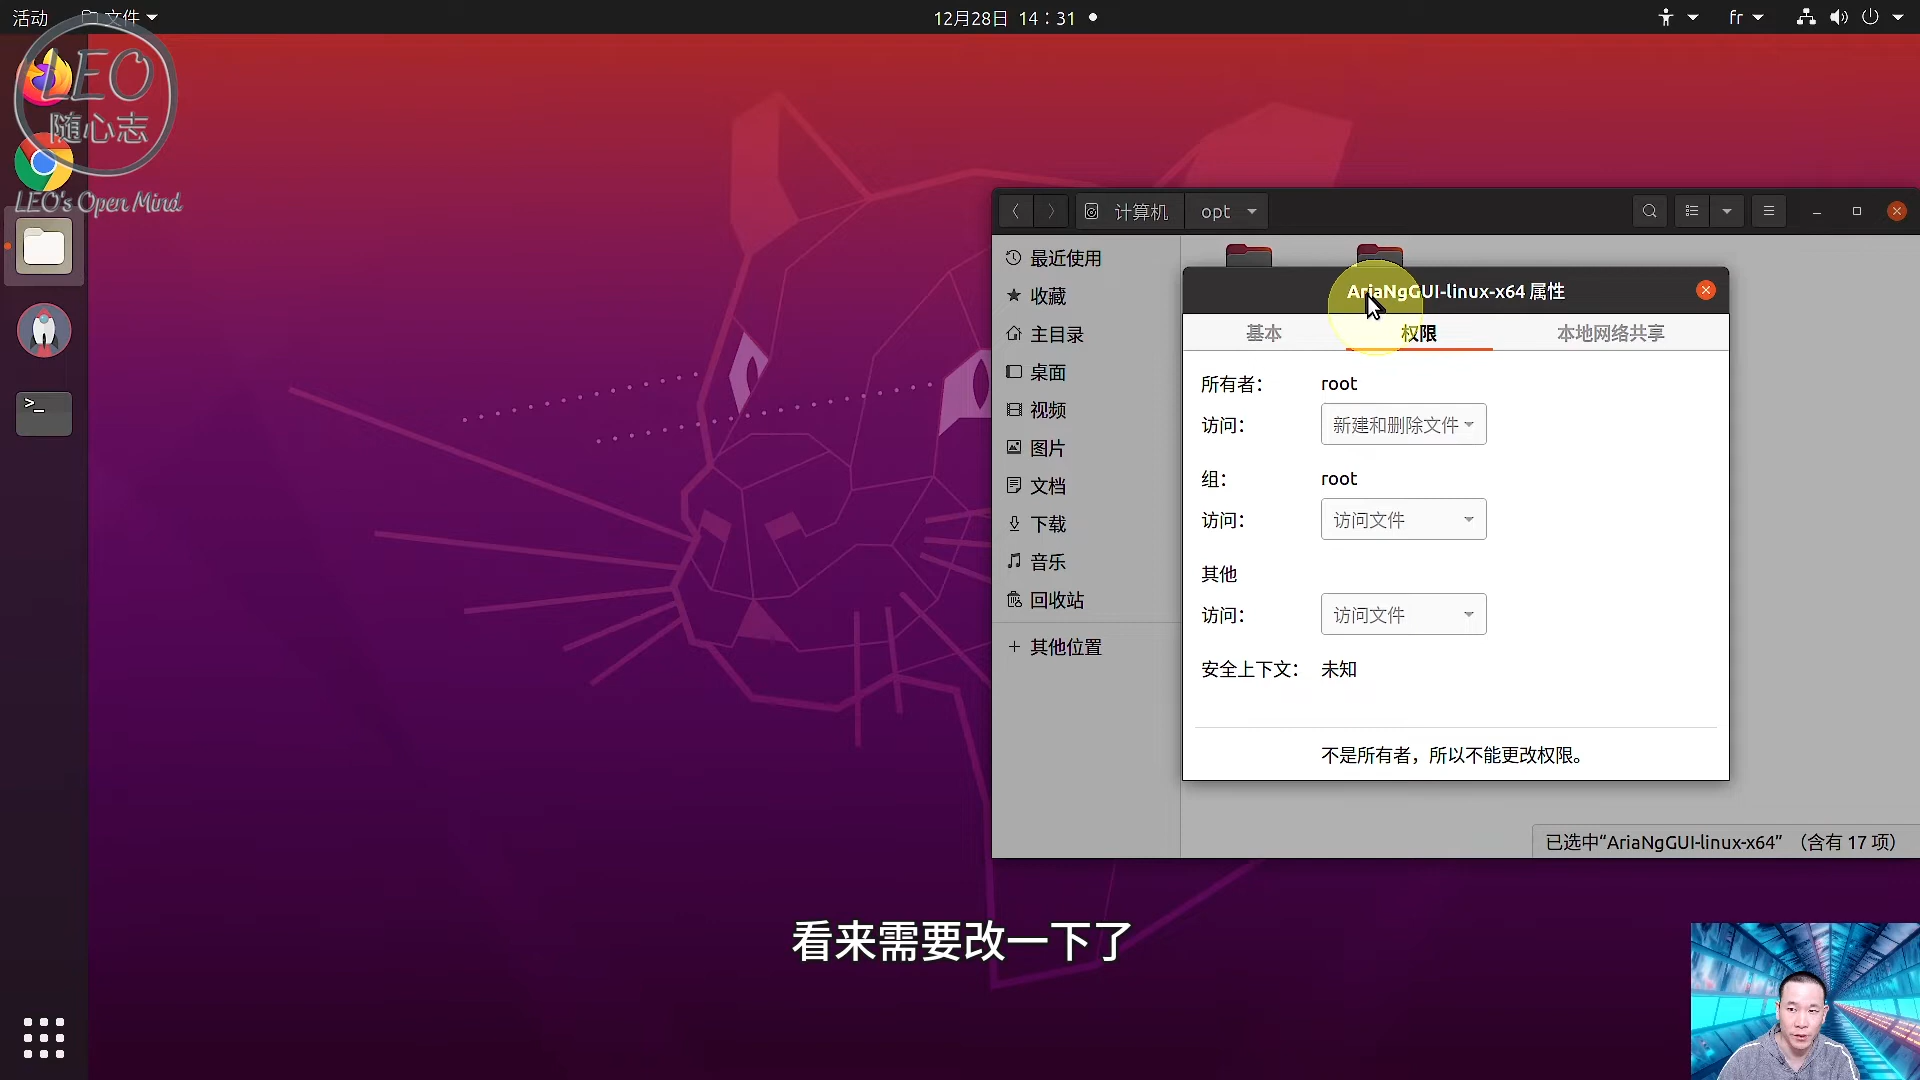 活动
文件
12月28日 14：31
fr
LEO
随心志
LEO's Open Mind
计算机
opt
最近使用
收藏
主目录
桌面
视频
图片
文档
下载
音乐
回收站
其他位置
AriaNgGUI-linux-x64 属性
基本
权限
本地网络共享
所有者： root
访问： 新建和删除文件
组： root
访问： 访问文件
其他
访问： 访问文件
安全上下文： 未知
不是所有者，所以不能更改权限。
已选中“AriaNgGUI-linux-x64” （含有 17 项）
看来需要改一下了